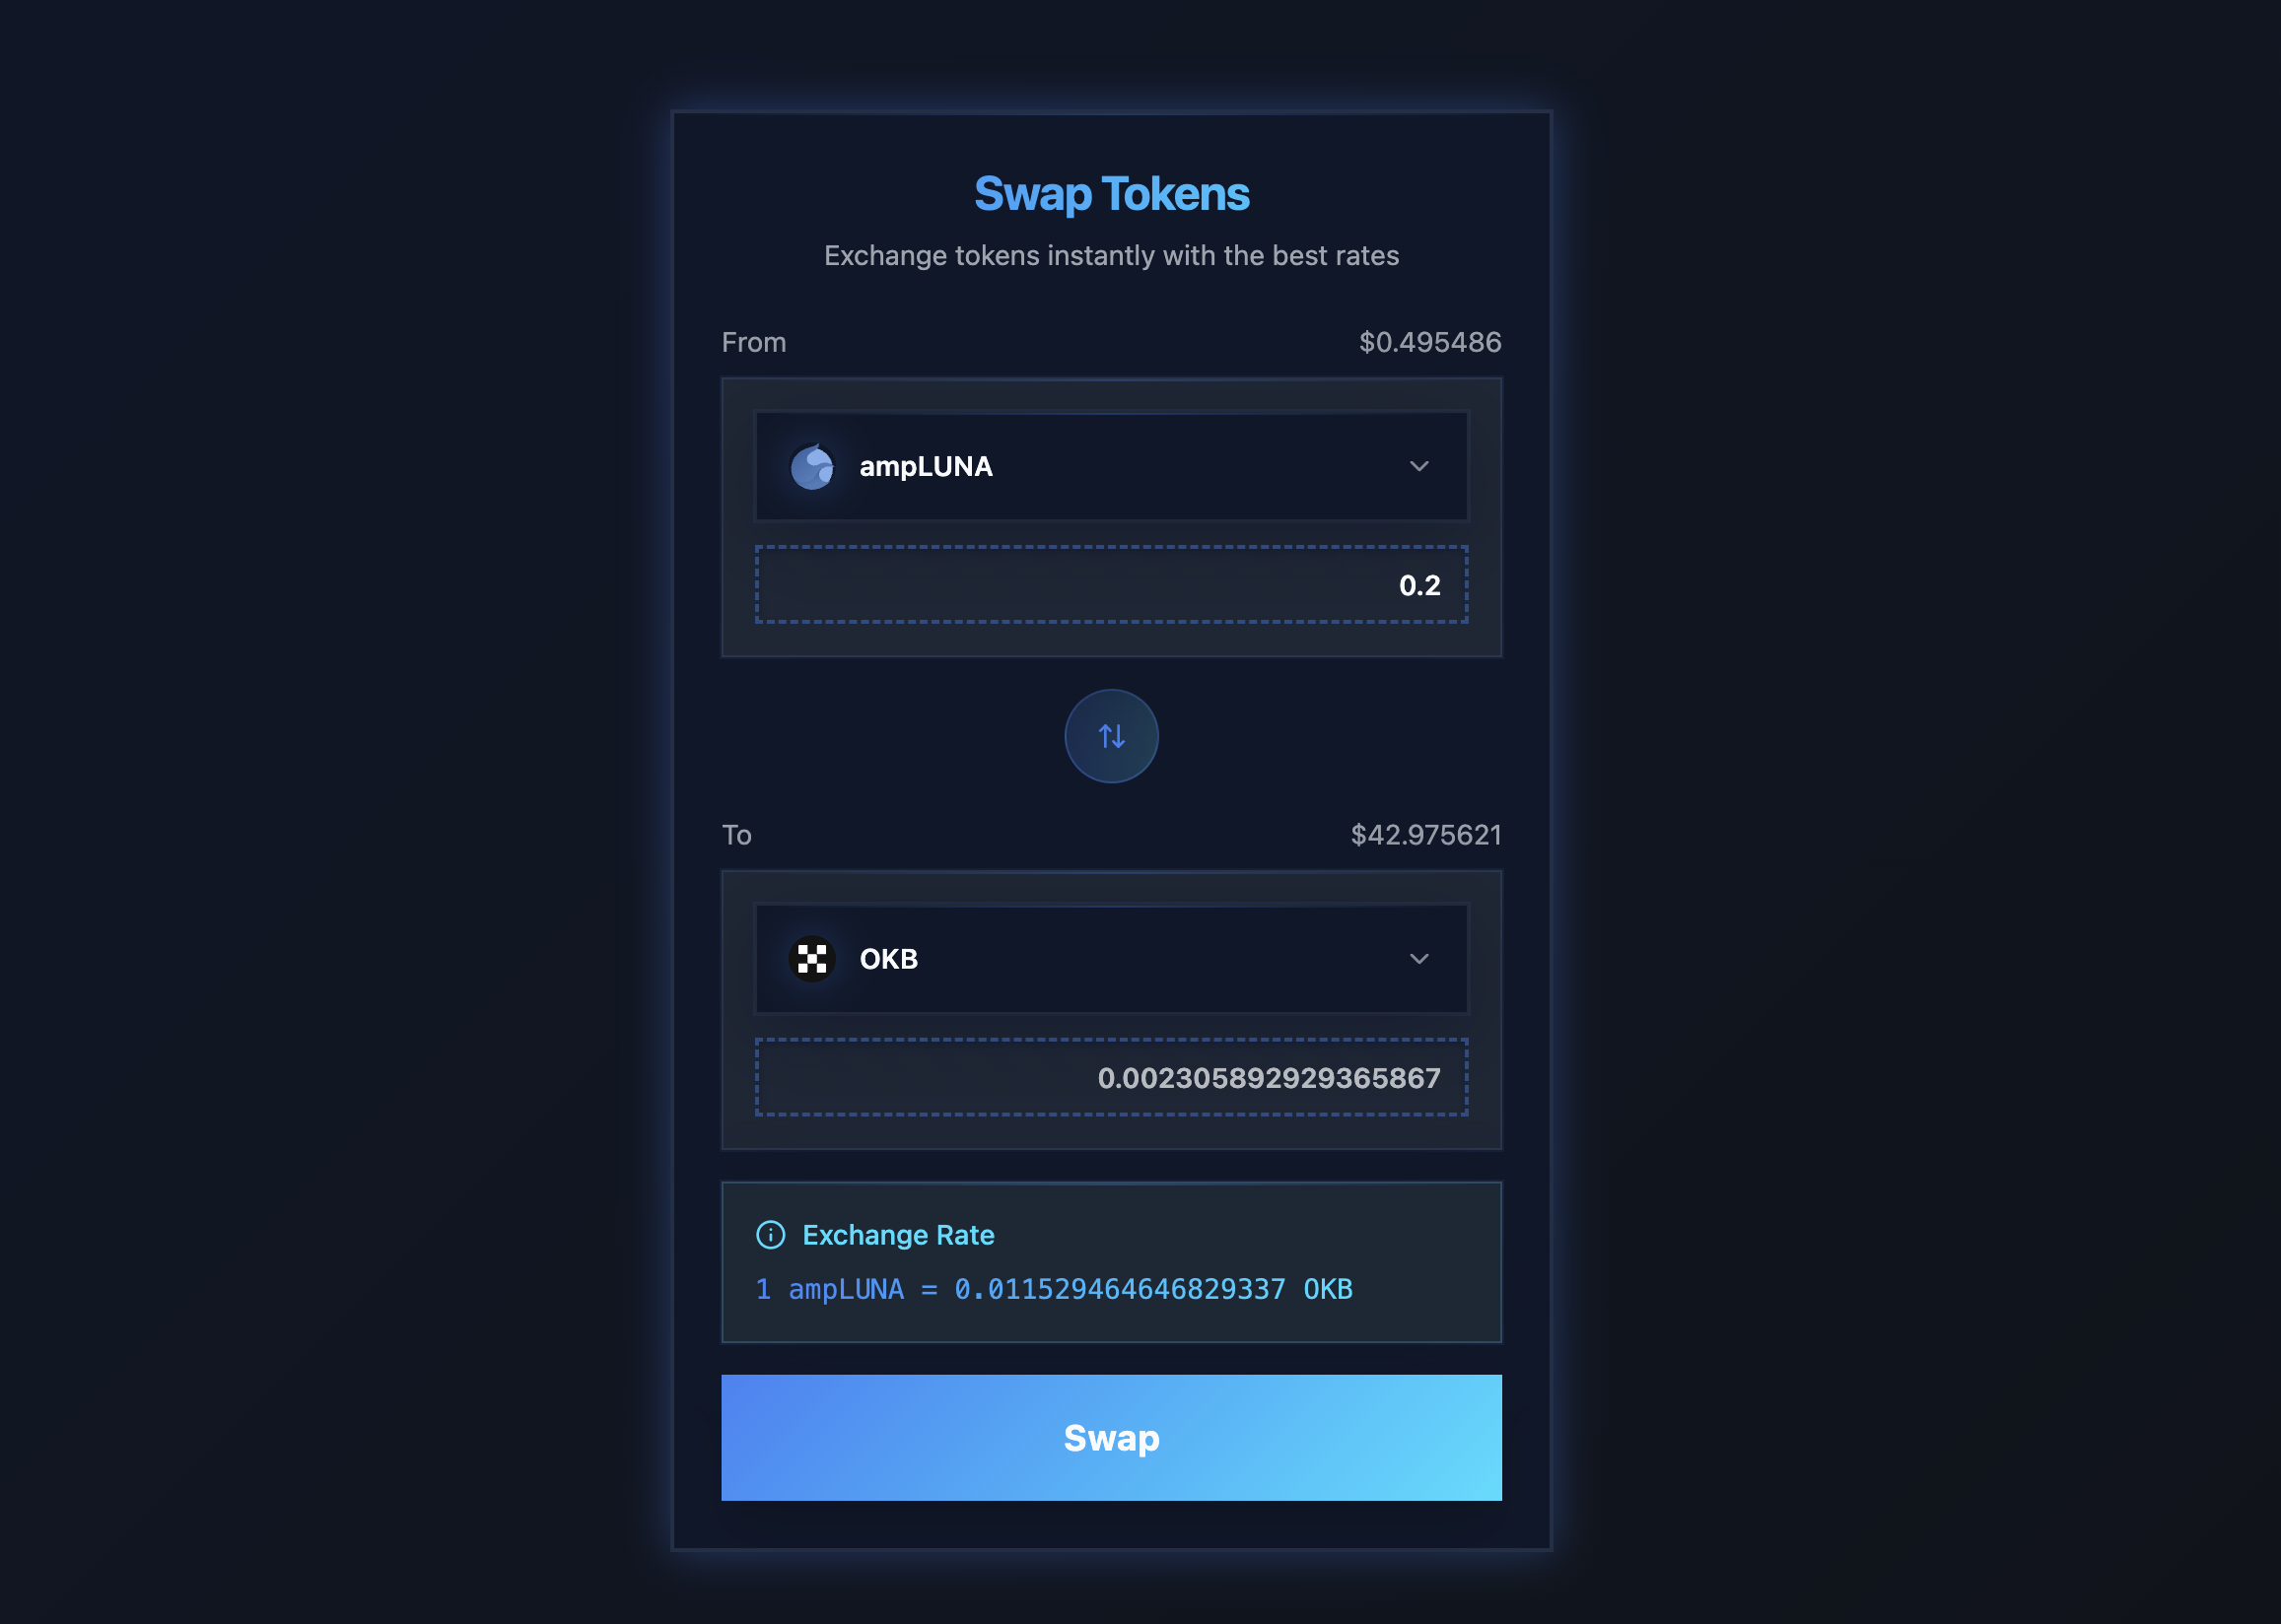 Swap Tokens
Exchange tokens instantly with the best rates
From
$0.495486
ampLUNA
0.2
To
$42.975621
OKB
0.002305892929365867
Exchange Rate
1 ampLUNA = 0.011529464646829337 OKB
Swap